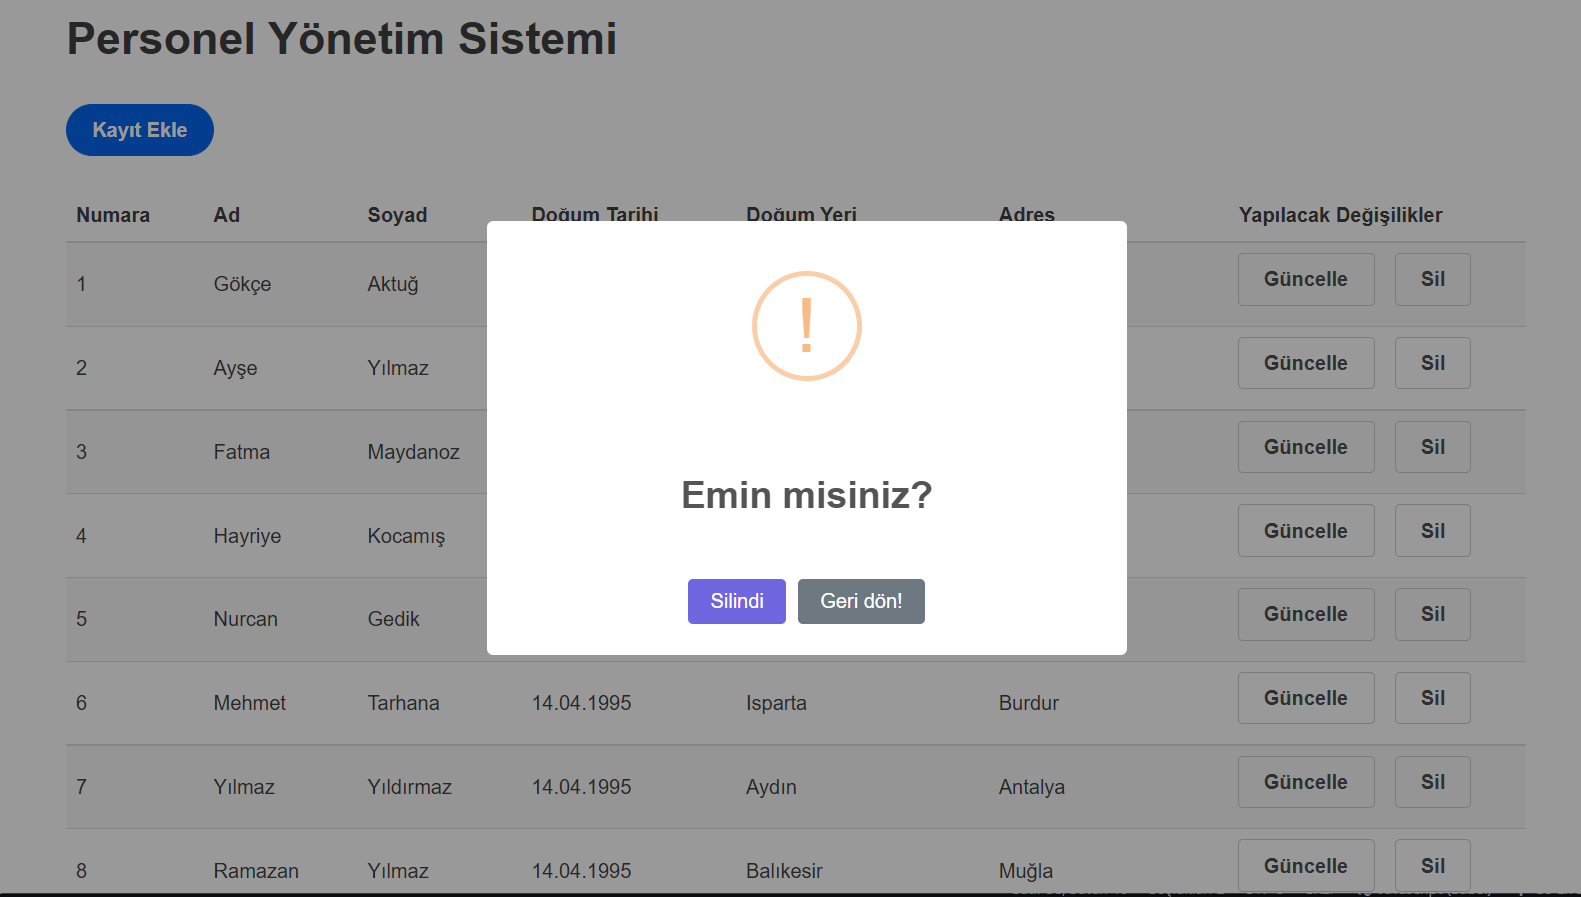 Personel Yönetim Sistemi
Kayıt Ekle
Numara Ad Soyad Doğum Tarihi Doğum Yeri Adres Yapılacak Değişilikler
1 Gökçe Aktuğ Güncelle Sil
2 Ayşe Yılmaz Güncelle Sil
3 Fatma Maydanoz Güncelle Sil
4 Hayriye Kocamış Güncelle Sil
5 Nurcan Gedik Güncelle Sil
!
Emin misiniz?
Silindi Geri dön!
6 Mehmet Tarhana 14.04.1995 Isparta Burdur Güncelle Sil
7 Yılmaz Yıldırmaz 14.04.1995 Aydın Antalya Güncelle Sil
8 Ramazan Yılmaz 14.04.1995 Balıkesir Muğla Güncelle Sil